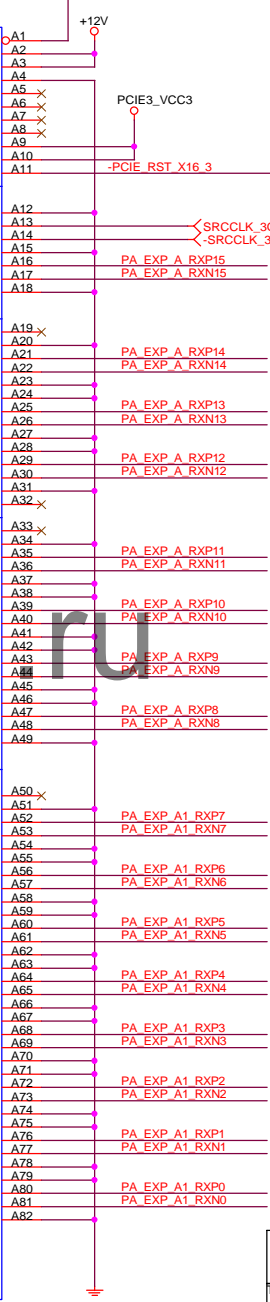 +12V
A1
A2
A3
A4
A5
A6
PCIE3_VCC3
A7
A8
A9
A10
A11 -PCIE_RST_X16_3
A12
A13 SRCCLK_3
A14 -SRCCLK_3
A15
A16 PA_EXP_A_RXP15
A17 PA_EXP_A_RXN15
A18
A19
A20
A21 PA_EXP_A_RXP14
A22 PA_EXP_A_RXN14
A23
A24
A25 PA_EXP_A_RXP13
A26 PA_EXP_A_RXN13
A27
A28
A29 PA_EXP_A_RXP12
A30 PA_EXP_A_RXN12
A31
A32
A33
A34
A35 PA_EXP_A_RXP11
A36 PA_EXP_A_RXN11
A37
A38
A39 PA_EXP_A_RXP10
A40 PA_EXP_A_RXN10
A41
ru
A42
A43 PA_EXP_A_RXP9
A44 PA_EXP_A_RXN9
A45
A46
A47 PA_EXP_A_RXP8
A48 PA_EXP_A_RXN8
A49
A50
A51
A52 PA_EXP_A1_RXP7
A53 PA_EXP_A1_RXN7
A54
A55
A56 PA_EXP_A1_RXP6
A57 PA_EXP_A1_RXN6
A58
A59
A60 PA_EXP_A1_RXP5
A61 PA_EXP_A1_RXN5
A62
A63
A64 PA_EXP_A1_RXP4
A65 PA_EXP_A1_RXN4
A66
A67
A68 PA_EXP_A1_RXP3
A69 PA_EXP_A1_RXN3
A70
A71
A72 PA_EXP_A1_RXP2
A73 PA_EXP_A1_RXN2
A74
A75
A76 PA_EXP_A1_RXP1
A77 PA_EXP_A1_RXN1
A78
A79
A80 PA_EXP_A1_RXP0
A81 PA_EXP_A1_RXN0
A82